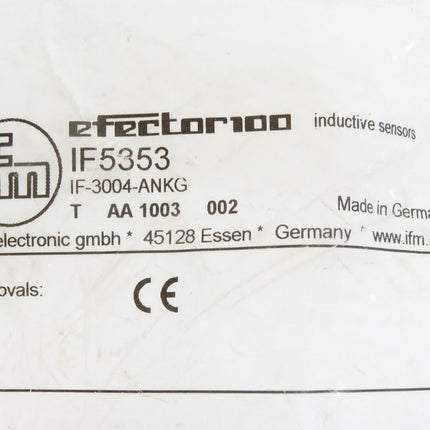 efector100 inductive sensors
ifm
IF5353
IF-3004-ANKG
T AA 1003 002 Made in Germa
electronic gmbh * 45128 Essen * Germany * www.ifm.
ovals: CE